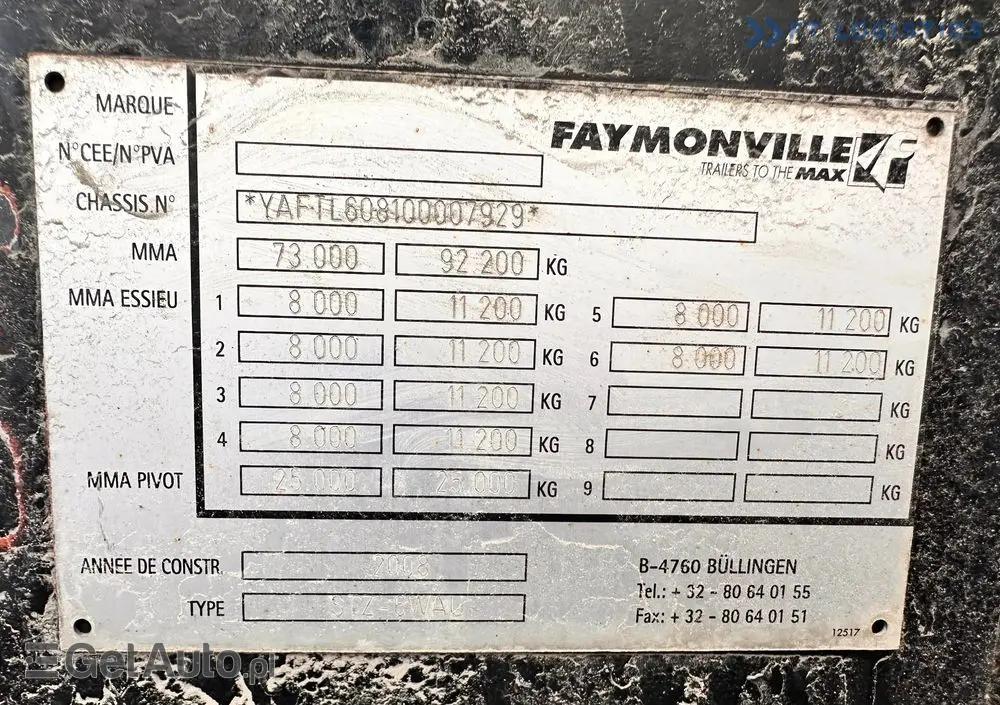 FT LOGISTICS
MARQUE
FAYMONVILLE
TRAILERS TO THE MAX
N°CEE/N°PVA
CHASSIS N° *YAFTL608100007929*
MMA 73.000 92 200 KG
MMA ESSIEU 1 8 000 11 200 KG 5 8 000 11 200 KG
2 8 000 11 200 KG 6 8.000 11 200 KG
3 8 000 11 200 KG 7 KG
4 8 000 11 200 KG 8 KG
MMA PIVOT 25.000 25.000 KG 9 KG
ANNEE DE CONSTR. 2008
TYPE
B-4760 BÜLLINGEN
Tel.: + 32 - 80 64 01 55
Fax: + 32 - 80 64 01 51
12517
GetAuto.pl